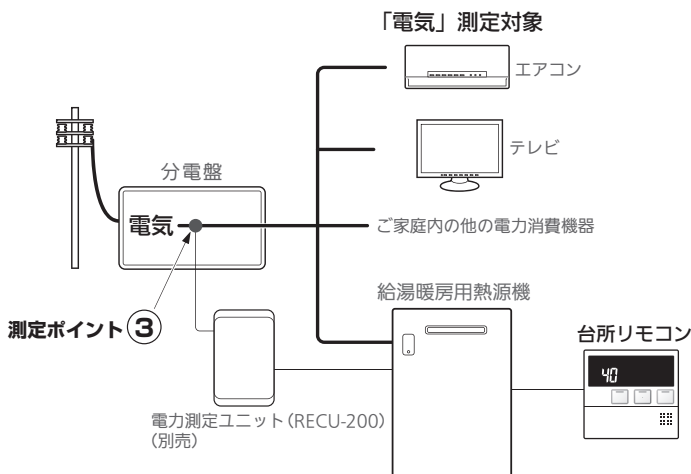 「電気」測定対象
エアコン
テレビ
分電盤
電気
ご家庭内の他の電力消費機器
給湯暖房用熱源機
測定ポイント③
台所リモコン
40
電力測定ユニット(RECU-200)
(別売)